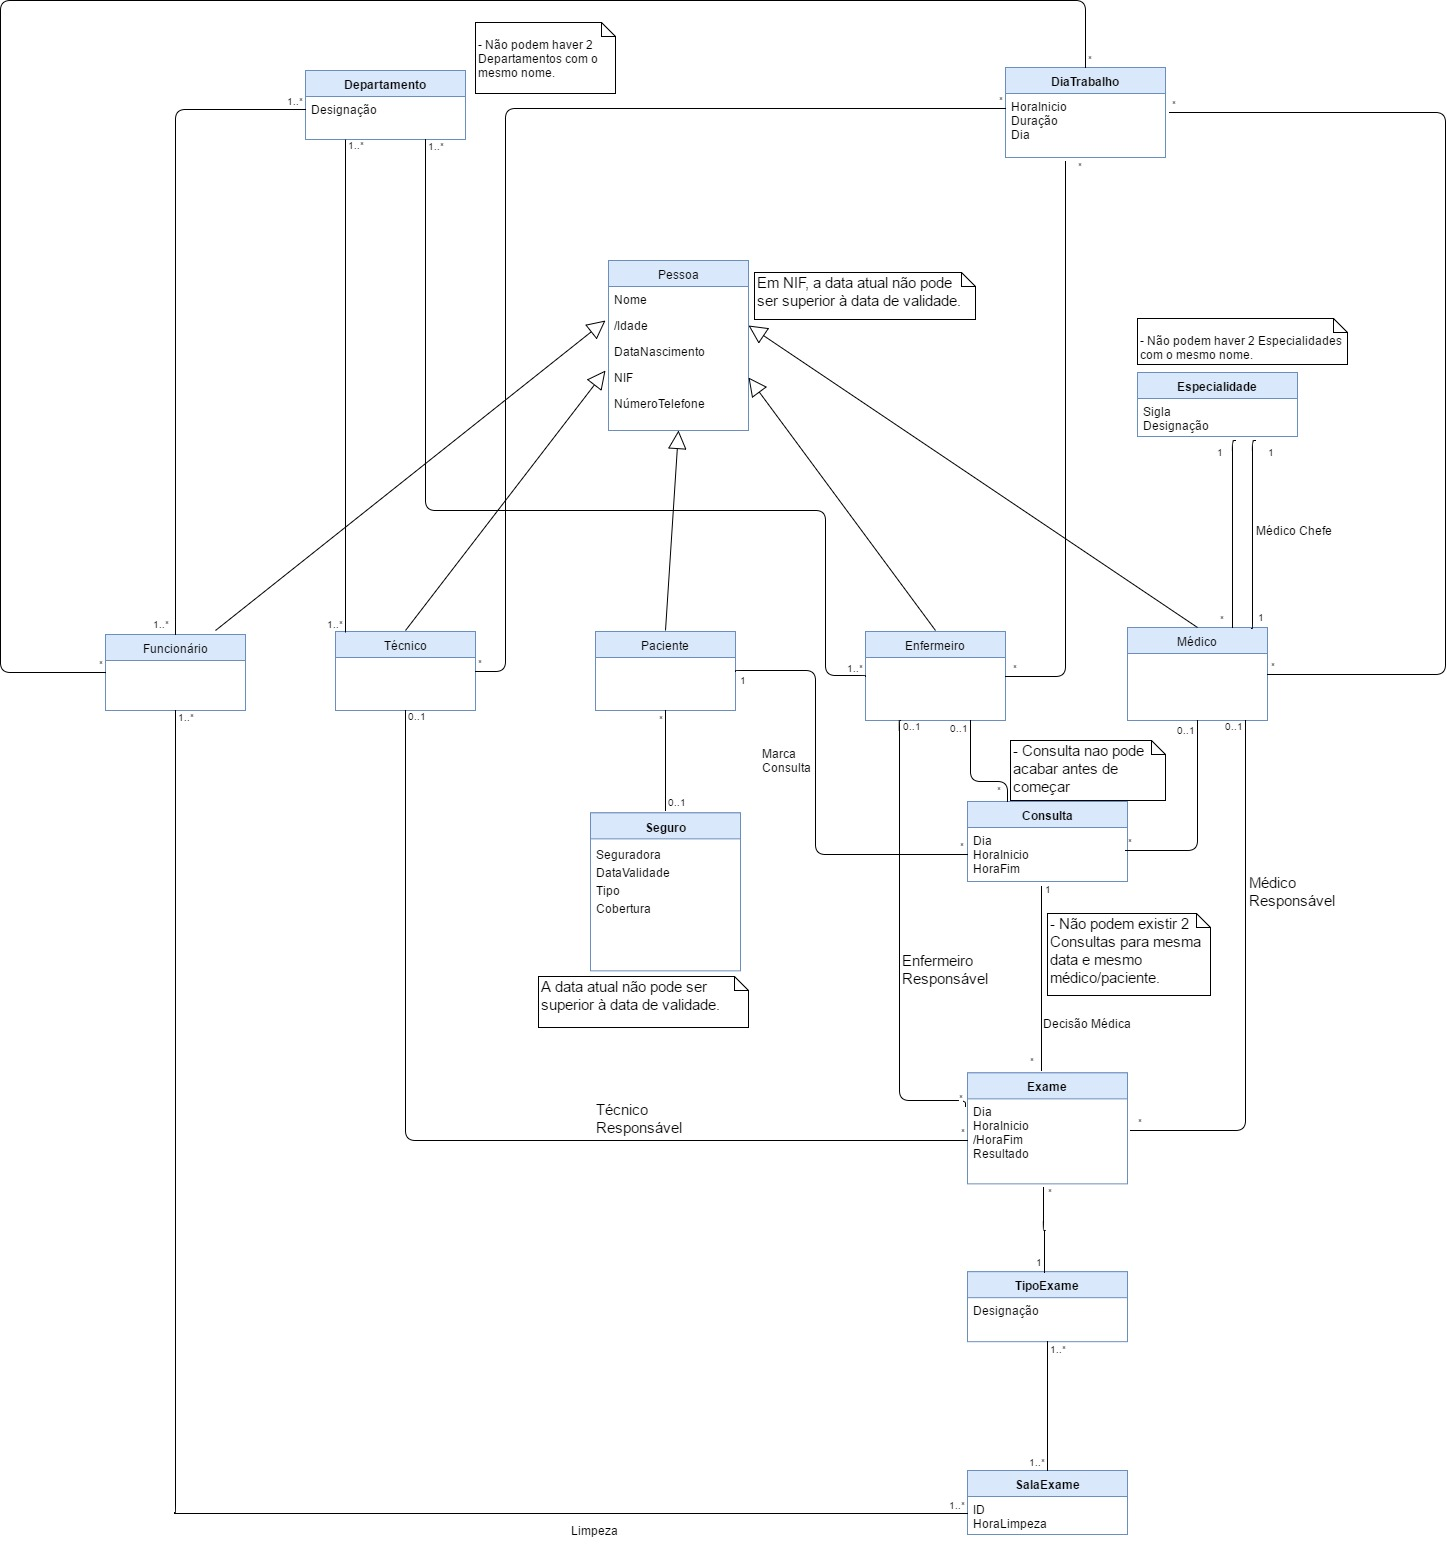 - Não podem haver 2
Departamentos com o
mesmo nome.
Departamento
Designação
1..*
1..*
1..*
DiaTrabalho
HoraInicio
Duração
Dia
*
*
*
*
Pessoa
Nome
/Idade
DataNascimento
NIF
NúmeroTelefone
Em NIF, a data atual não pode
ser superior à data de validade.
- Não podem haver 2 Especialidades
com o mesmo nome.
Especialidade
Sigla
Designação
1
1
Médico Chefe
*
1
1..*
Funcionário
*
1..*
1..*
Técnico
*
0..1
Paciente
1
*
1..*
Enfermeiro
*
0..1
0..1
Médico
*
0..1
0..1
Marca
Consulta
- Consulta nao pode
acabar antes de
começar
*
Consulta
Dia
HoraInicio
HoraFim
*
*
1
0..1
Seguro
Seguradora
DataValidade
Tipo
Cobertura
A data atual não pode ser
superior à data de validade.
Médico
Responsável
- Não podem existir 2
Consultas para mesma
data e mesmo
médico/paciente.
Enfermeiro
Responsável
Decisão Médica
*
Exame
Dia
HoraInicio
/HoraFim
Resultado
*
*
*
*
Técnico
Responsável
1
TipoExame
Designação
1..*
1..*
SalaExame
ID
HoraLimpeza
1..*
Limpeza